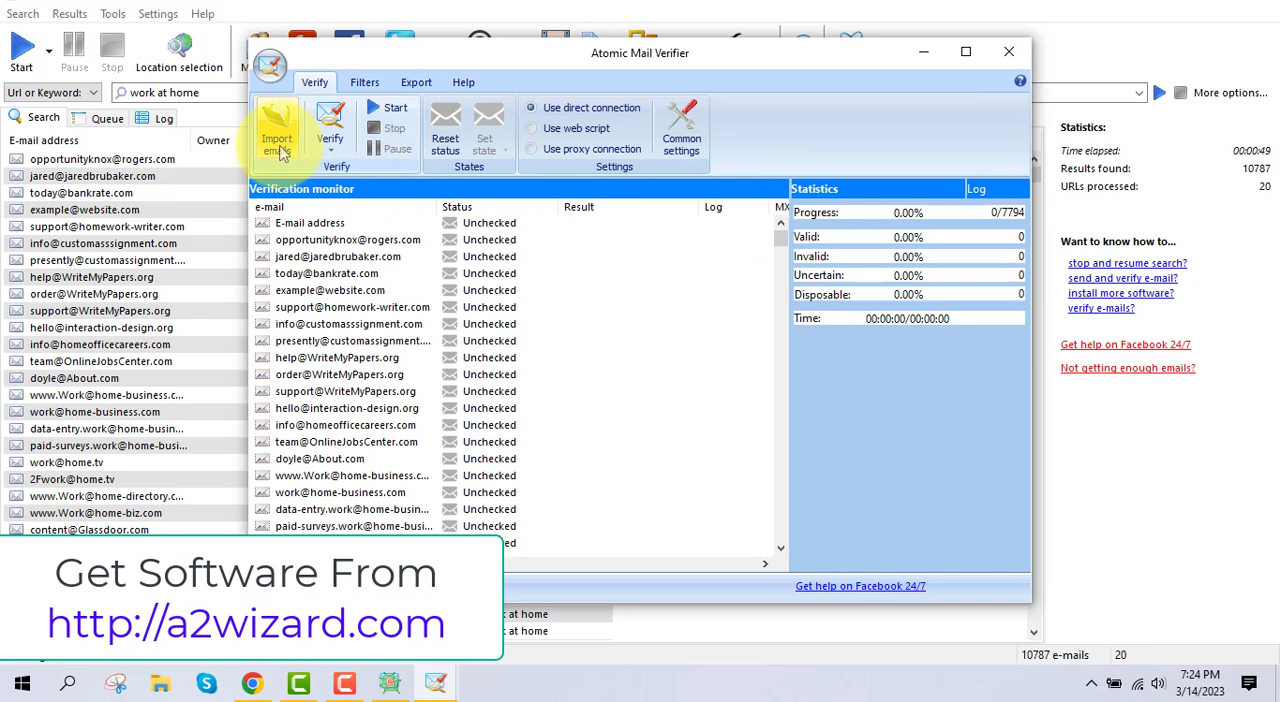 Search Results Tools Settings Help
Start Pause Stop Location selection
Url or Keyword: work at home More options...
Search Queue Log
E-mail address Owner
opportunityknox@rogers.com
jared@jaredbrubaker.com
today@bankrate.com
example@website.com
support@homework-writer.com
info@customasssignment.com
presently@customassignment....
help@WriteMyPapers.org
order@WriteMyPapers.org
support@WriteMyPapers.org
hello@interaction-design.org
info@homeofficecareers.com
team@OnlineJobsCenter.com
doyle@About.com
www.Work@home-business.c...
work@home-business.com
data-entry.work@home-busin...
paid-surveys.work@home-busi...
work@home.tv
2Fwork@home.tv
www.Work@home-directory.c...
www.Work@home-biz.com
content@Glassdoor.com
Atomic Mail Verifier
Verify Filters Export Help
Import emails
Verify
Start
Stop
Pause
Verify
Reset status
Set state
States
Use direct connection
Use web script
Use proxy connection
Common settings
Settings
Verification monitor
e-mail Status Result Log MX
E-mail address Unchecked
opportunityknox@rogers.com Unchecked
jared@jaredbrubaker.com Unchecked
today@bankrate.com Unchecked
example@website.com Unchecked
support@homework-writer.com Unchecked
info@customasssignment.com Unchecked
presently@customassignment.... Unchecked
help@WriteMyPapers.org Unchecked
order@WriteMyPapers.org Unchecked
support@WriteMyPapers.org Unchecked
hello@interaction-design.org Unchecked
info@homeofficecareers.com Unchecked
team@OnlineJobsCenter.com Unchecked
doyle@About.com Unchecked
www.Work@home-business.c... Unchecked
work@home-business.com Unchecked
data-entry.work@home-busin... Unchecked
paid-surveys.work@home-busi... Unchecked
Statistics Log
Progress: 0.00% 0/7794
Valid: 0.00% 0
Invalid: 0.00% 0
Uncertain: 0.00% 0
Disposable: 0.00% 0
Time: 00:00:00/00:00:00
Get help on Facebook 24/7
Statistics:
Time elapsed: 00:00:49
Results found: 10787
URLs processed: 20
Want to know how to...
stop and resume search?
send and verify e-mail?
install more software?
verify e-mails?
Get help on Facebook 24/7
Not getting enough emails?
Get Software From
http://a2wizard.com
at home
at home
10787 e-mails 20
7:24 PM
3/14/2023